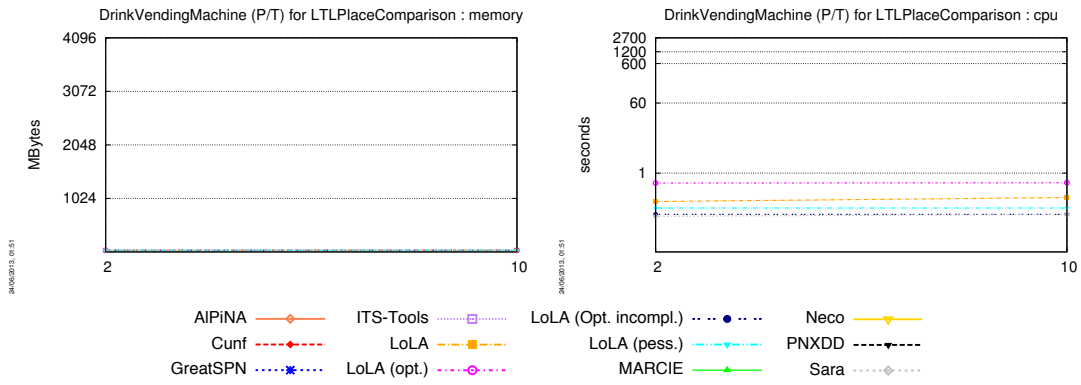 DrinkVendingMachine (P/T) for LTLPlaceComparison : memory
4096
3072
2048
1024
MBytes
2
10
24/06/2013, 01:51
DrinkVendingMachine (P/T) for LTLPlaceComparison : cpu
2700
1200
600
60
1
seconds
2
10
24/06/2013, 01:51
AlPiNA
Cunf
GreatSPN
ITS-Tools
LoLA
LoLA (opt.)
LoLA (Opt. incompl.)
LoLA (pess.)
MARCIE
Neco
PNXDD
Sara